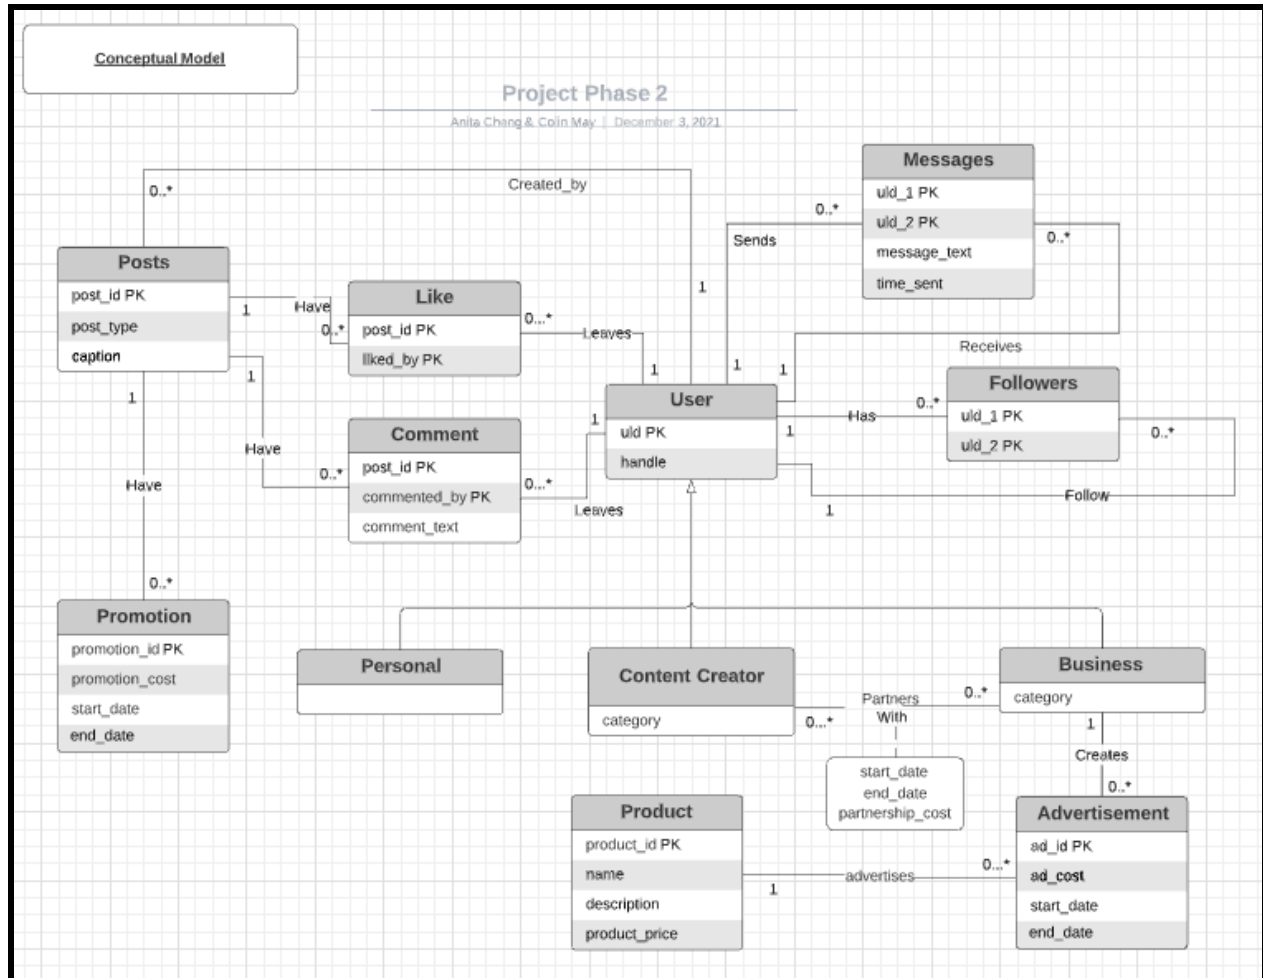 Conceptual Model
Project Phase 2
Anita Chang & Colin May | December 3, 2021
Created_by
0..*
1
Posts
post_id PK
post_type
caption
1
Have
0..*
1
Have
0..*
1
Have
0..*
Like
post_id PK
liked_by PK
0...*
Leaves
1
Comment
post_id PK
commented_by PK
comment_text
0...*
Leaves
1
Messages
uId_1 PK
uId_2 PK
message_text
time_sent
0..*
Sends
1
0..*
Receives
1
User
uId PK
handle
Followers
uId_1 PK
uId_2 PK
1
Has
0..*
0..*
Follow
1
Promotion
promotion_id PK
promotion_cost
start_date
end_date
Personal
Content Creator
category
Business
category
0...*
Partners
With
0..*
start_date
end_date
partnership_cost
1
Creates
0..*
Product
product_id PK
name
description
product_price
1
advertises
0...*
Advertisement
ad_id PK
ad_cost
start_date
end_date